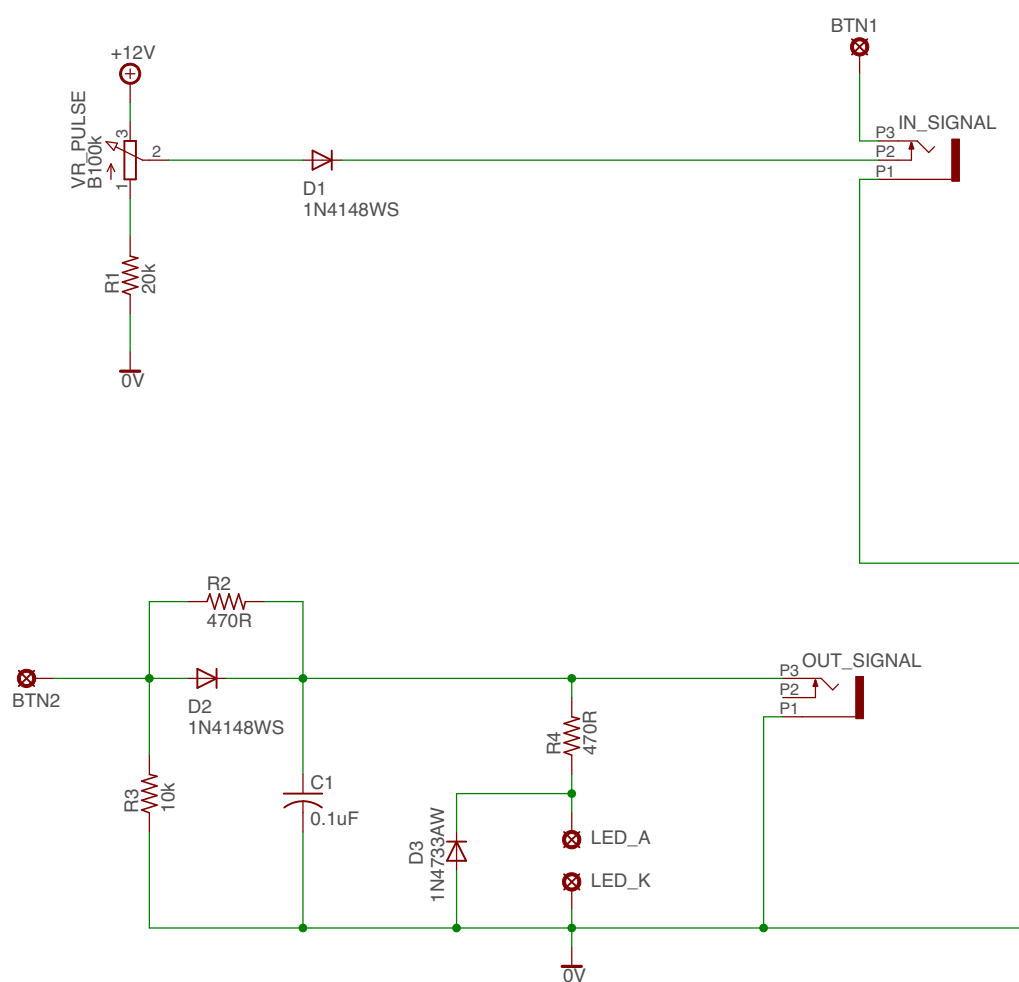 BTN1
+12V
VR_PULSE
B100k
3
2
1
D1
1N4148WS
P3
P2
P1
IN_SIGNAL
R1
20k
0V
R2
470R
BTN2
D2
1N4148WS
P3
P2
P1
OUT_SIGNAL
R3
10k
C1
0.1uF
R4
470R
D3
1N4733AW
LED_A
LED_K
0V